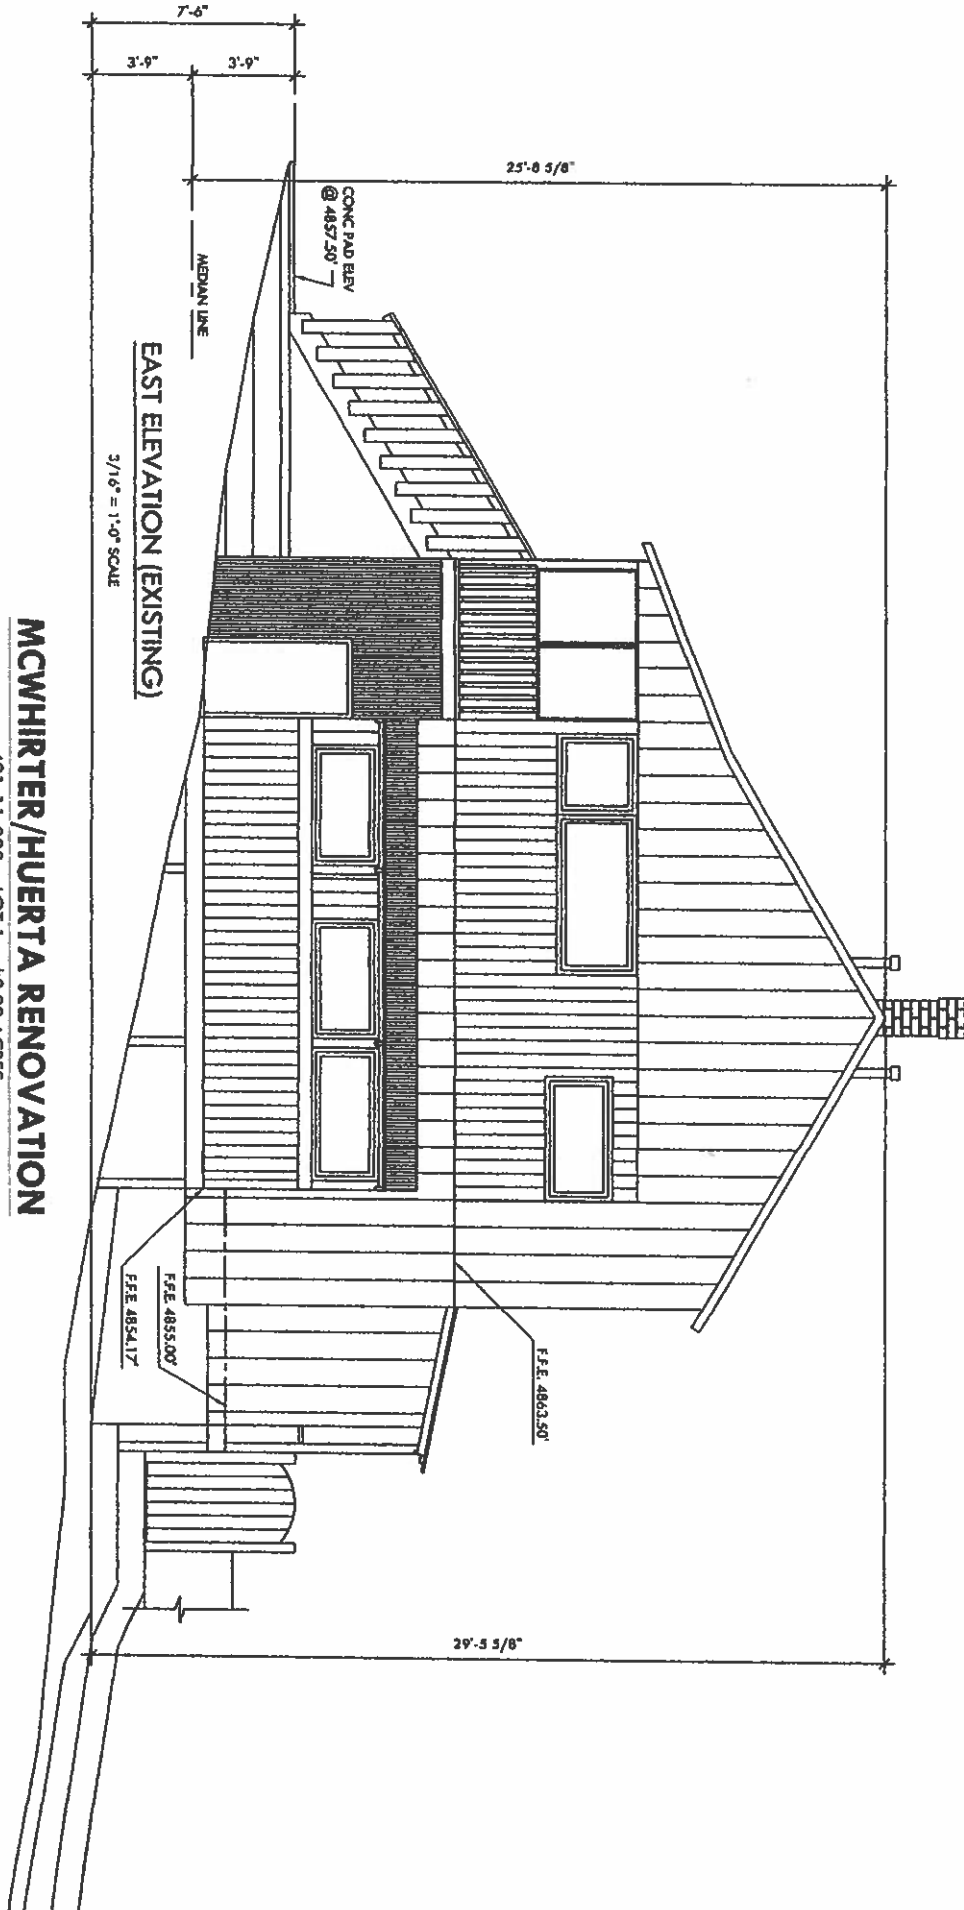 7'-6"
3'-9"
3'-9"
25'-8 5/8"
CONC PAD ELEV
@ 4857.50'
MEDIAN LINE
EAST ELEVATION (EXISTING)
3/16" = 1'-0" SCALE
F.F.E. 4863.50'
F.F.E. 4855.00'
F.F.E. 4854.17'
29'-5 5/8"
MCWHIRTER/HUERTA RENOVATION